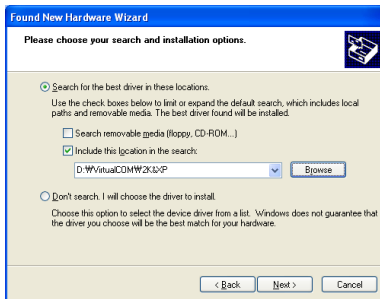 Found New Hardware Wizard
Please choose your search and installation options.
Search for the best driver in these locations.
Use the check boxes below to limit or expand the default search, which includes local
paths and removable media. The best driver found will be installed.
Search removable media (floppy, CD-ROM...)
Include this location in the search:
D:₩VirtualCOM₩2K&XP
Browse
Don't search. I will choose the driver to install.
Choose this option to select the device driver from a list. Windows does not guarantee that
the driver you choose will be the best match for your hardware.
< Back
Next >
Cancel